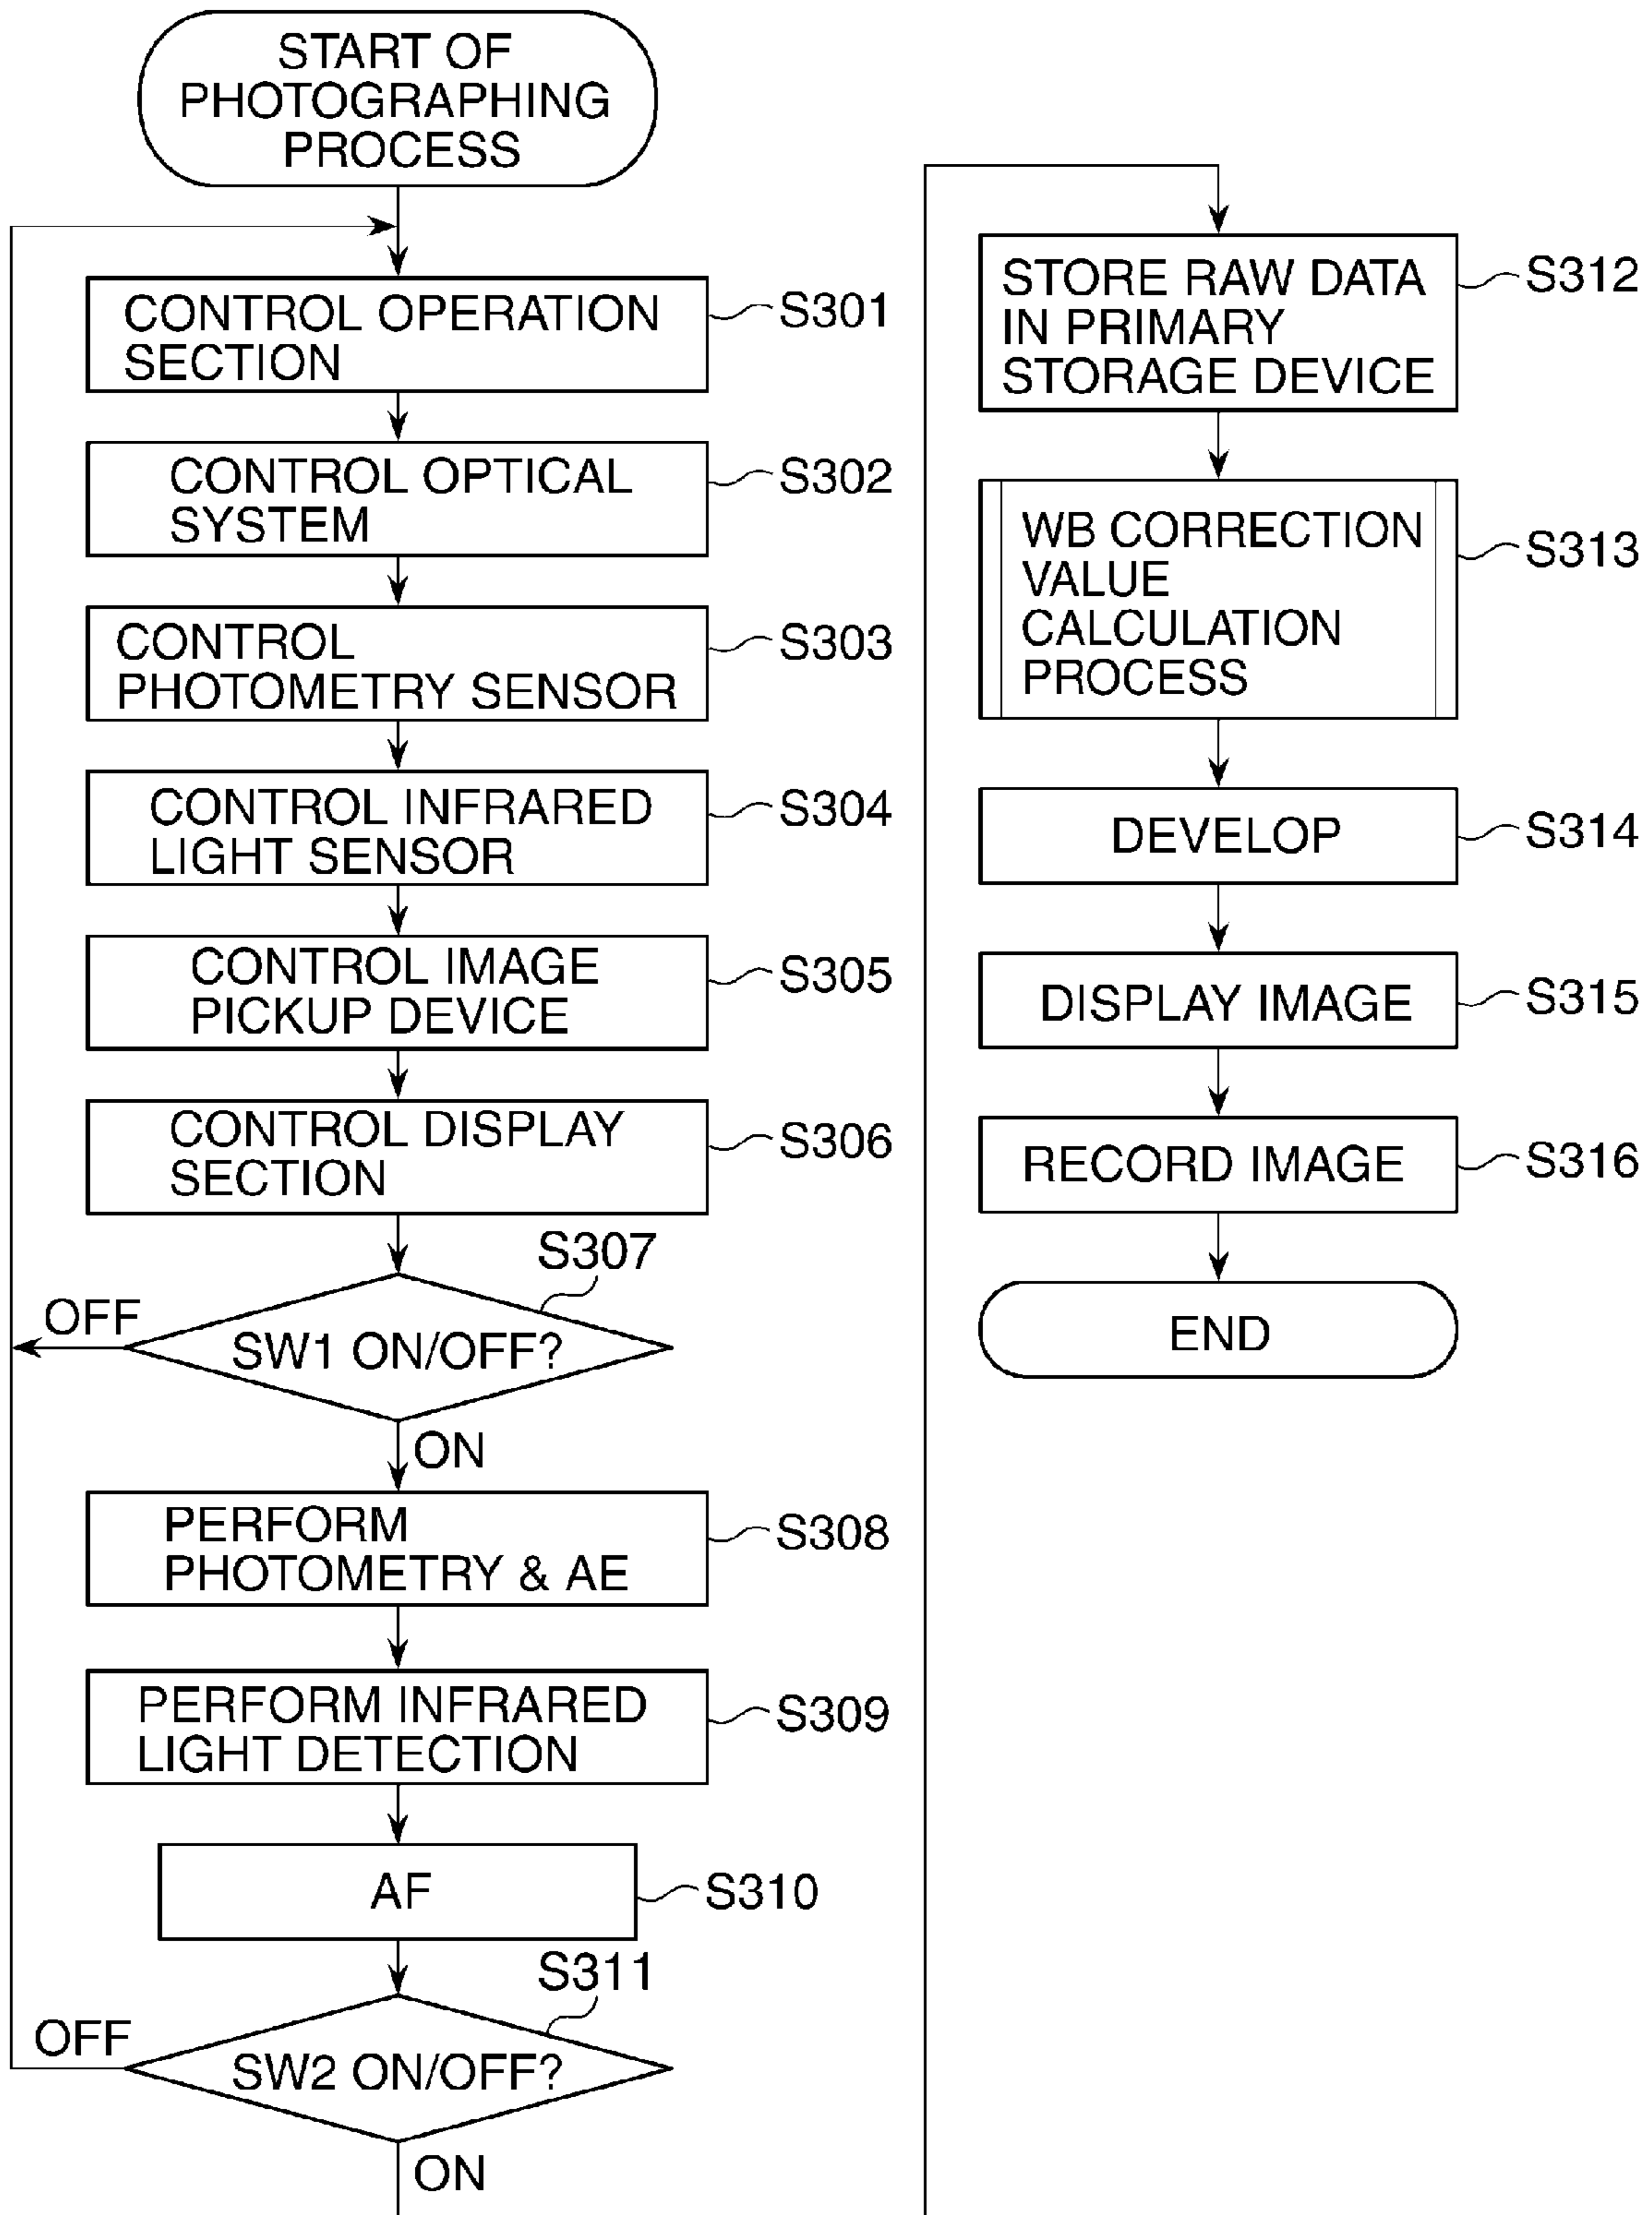 START OF
PHOTOGRAPHING
PROCESS
CONTROL OPERATION
SECTION
S301
CONTROL OPTICAL
SYSTEM
S302
CONTROL
PHOTOMETRY SENSOR
S303
CONTROL INFRARED
LIGHT SENSOR
S304
CONTROL IMAGE
PICKUP DEVICE
S305
CONTROL DISPLAY
SECTION
S306
S307
OFF
SW1 ON/OFF?
ON
PERFORM
PHOTOMETRY & AE
S308
PERFORM INFRARED
LIGHT DETECTION
S309
AF
S310
S311
OFF
SW2 ON/OFF?
ON
STORE RAW DATA
IN PRIMARY
STORAGE DEVICE
S312
WB CORRECTION
VALUE
CALCULATION
PROCESS
S313
DEVELOP
S314
DISPLAY IMAGE
S315
RECORD IMAGE
S316
END